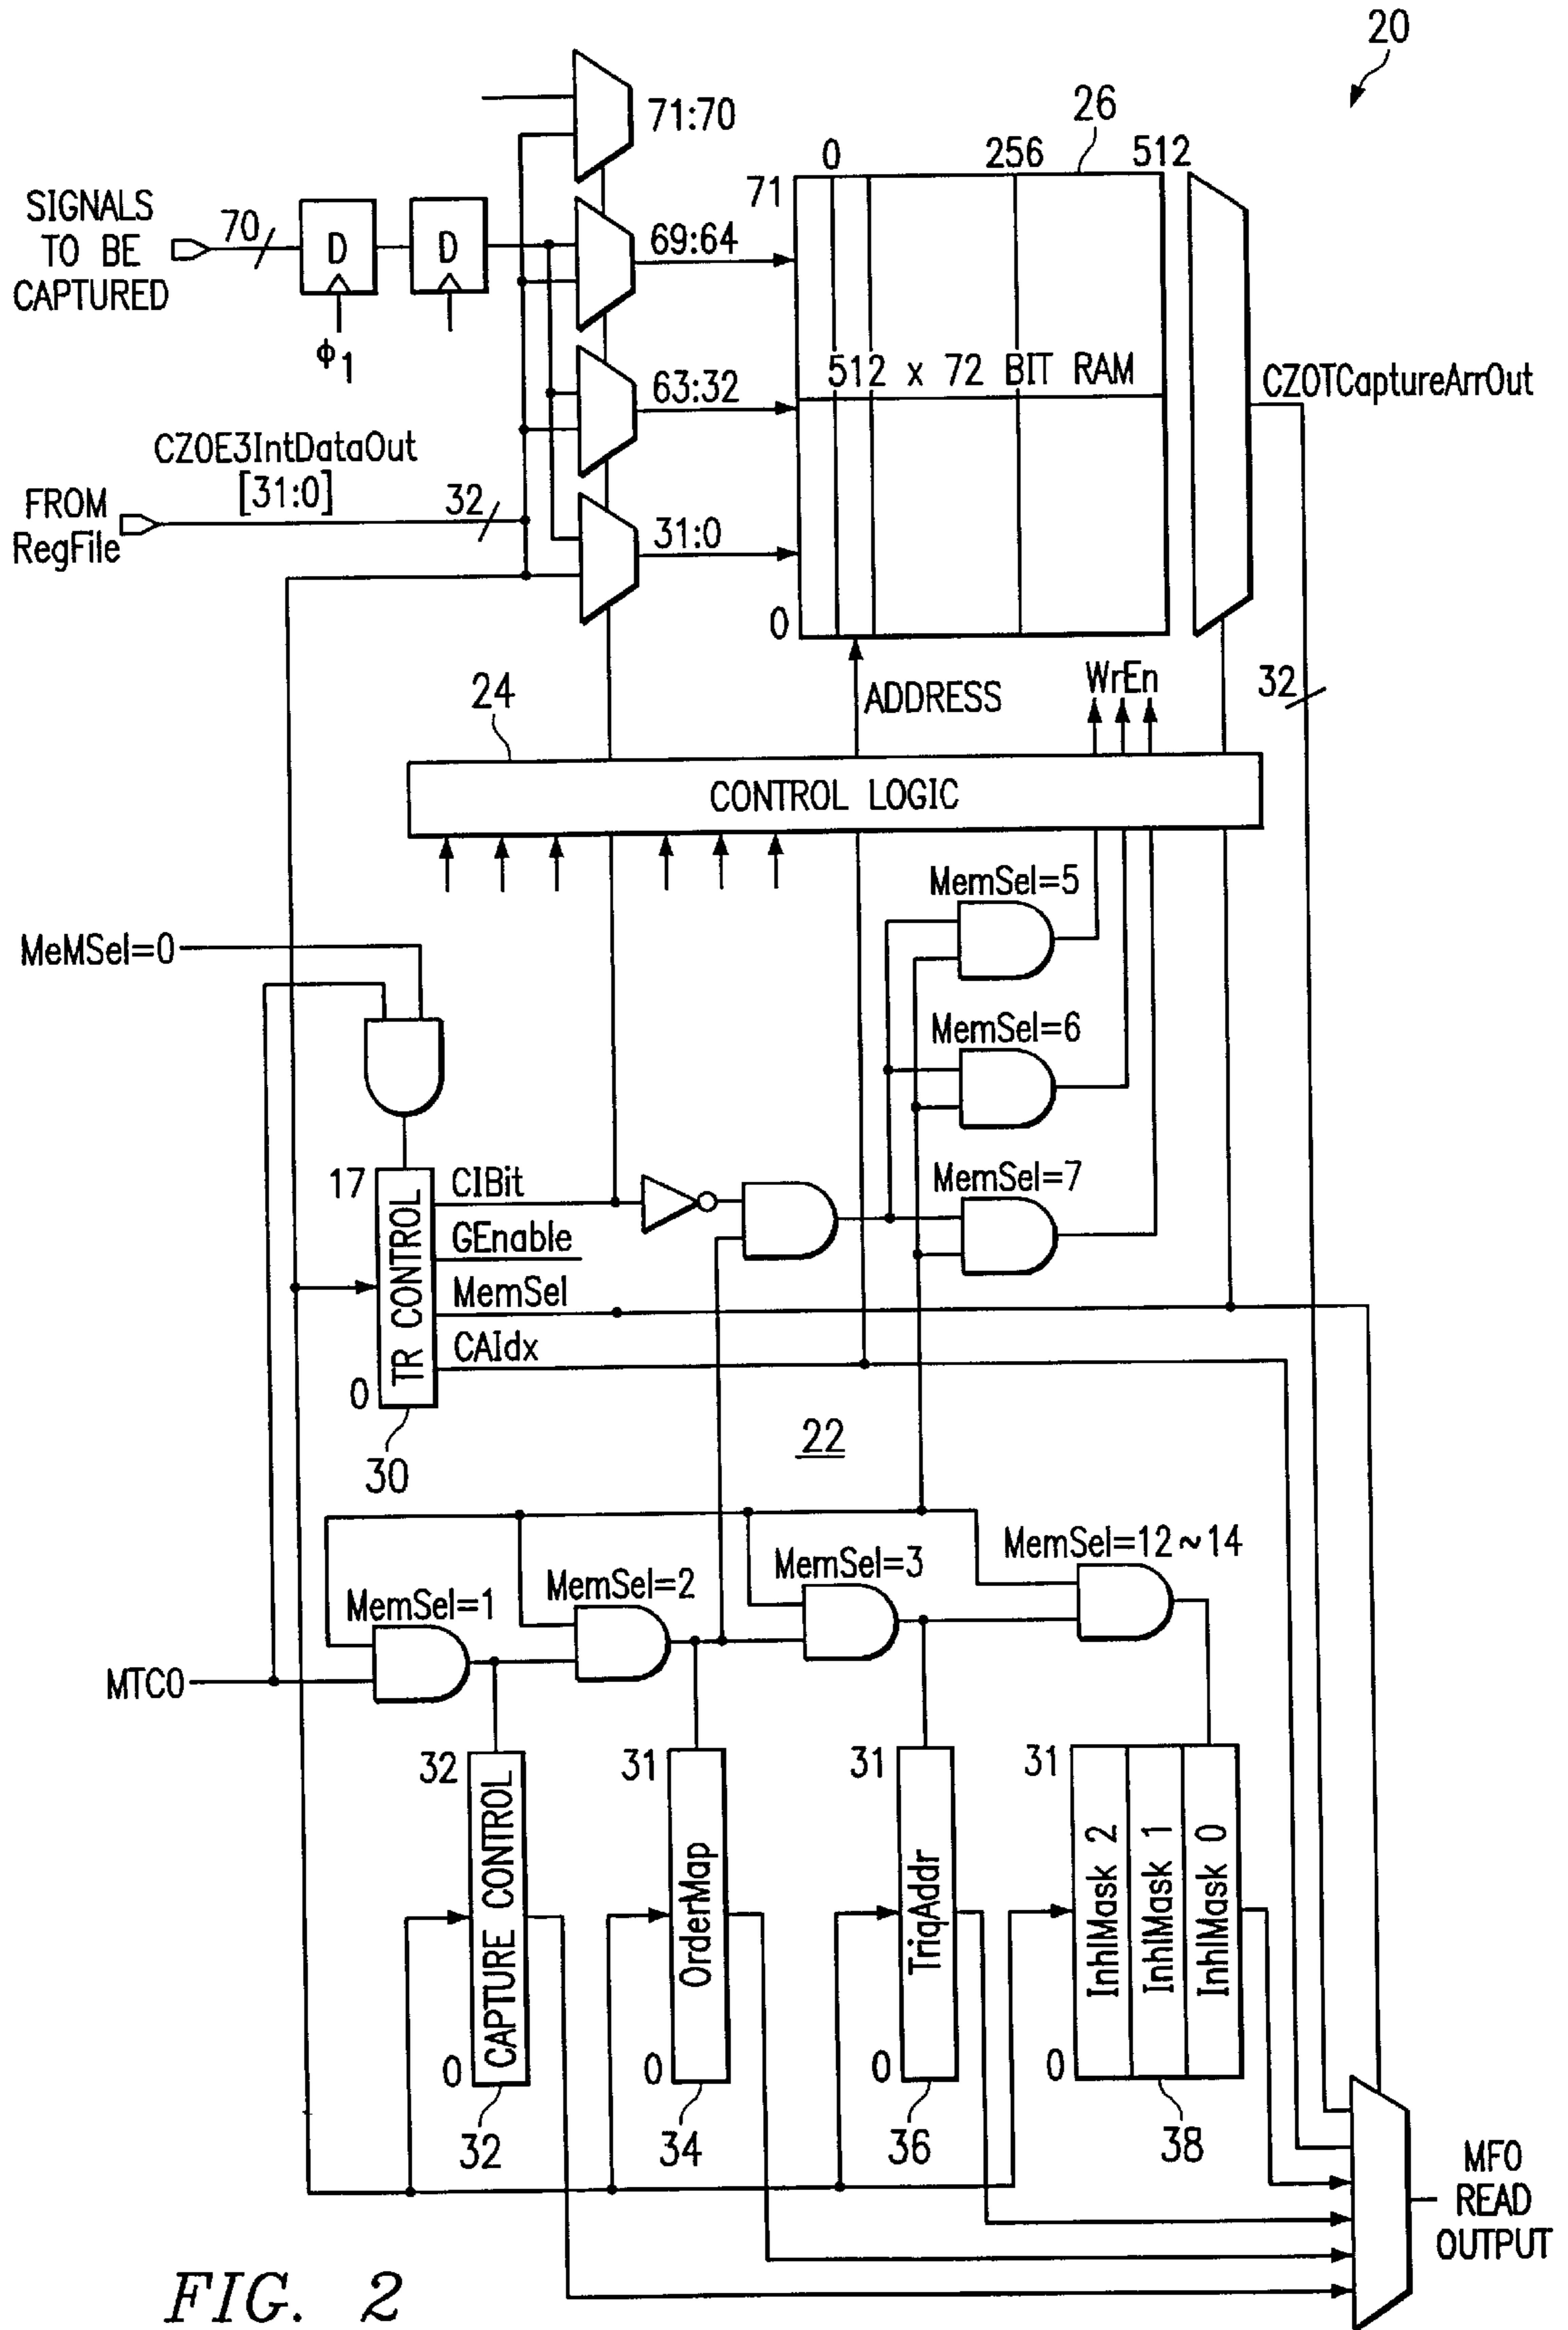 20
26
71:70
0
256
512
71
SIGNALS
TO BE
CAPTURED
70
D
D
69:64
ϕ1
512 x 72 BIT RAM
63:32
CZOTCaptureArrOut
CZOE3IntDataOut
[31:0]
32
FROM
RegFile
31:0
0
24
ADDRESS
WrEn
32
CONTROL LOGIC
MemSel=5
MeMSel=0
MemSel=6
17
CIBit
MemSel=7
GEnable
TR CONTROL
MemSel
CAIdx
0
22
30
MemSel=12~14
MemSel=3
MemSel=2
MemSel=1
MTCO
32
31
31
31
CAPTURE CONTROL
OrderMap
TriqAddr
InhlMask 2
InhlMask 1
InhlMask 0
0
0
0
0
32
34
36
38
MFO
READ
OUTPUT
FIG. 2